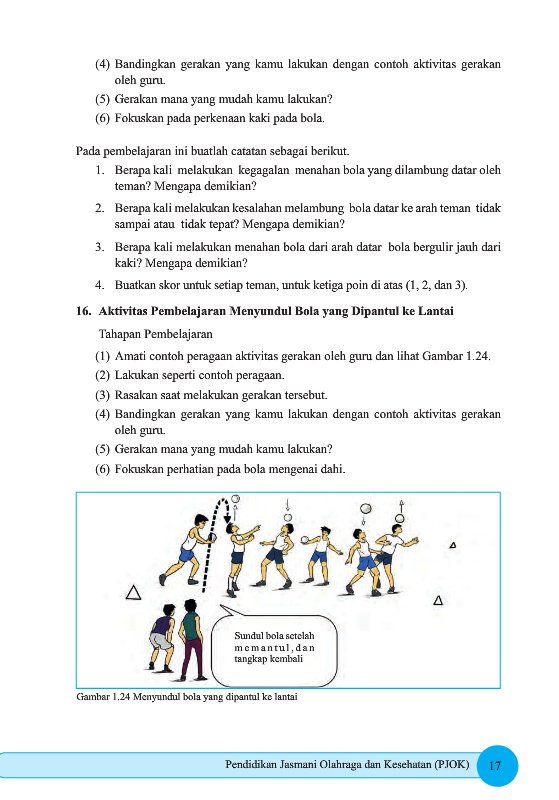 (4) Bandingkan gerakan yang kamu lakukan dengan contoh aktivitas gerakan
oleh guru.
(5) Gerakan mana yang mudah kamu lakukan?
(6) Fokuskan pada perkenaan kaki pada bola.
Pada pembelajaran ini buatlah catatan sebagai berikut.
1. Berapa kali melakukan kegagalan menahan bola yang dilambung datar oleh
teman? Mengapa demikian?
2. Berapa kali melakukan kesalahan melambung bola datar ke arah teman tidak
sampai atau tidak tepat? Mengapa demikian?
3. Berapa kali melakukan menahan bola dari arah datar bola bergulir jauh dari
kaki? Mengapa demikian?
4. Buatkan skor untuk setiap teman, untuk ketiga poin di atas (1, 2, dan 3).
16. Aktivitas Pembelajaran Menyundul Bola yang Dipantul ke Lantai
Tahapan Pembelajaran
(1) Amati contoh peragaan aktivitas gerakan oleh guru dan lihat Gambar 1.24.
(2) Lakukan seperti contoh peragaan.
(3) Rasakan saat melakukan gerakan tersebut.
(4) Bandingkan gerakan yang kamu lakukan dengan contoh aktivitas gerakan
oleh guru.
(5) Gerakan mana yang mudah kamu lakukan?
(6) Fokuskan perhatian pada bola mengenai dahi.
Sundul bola setelah
memantul, dan
tangkap kembali
Gambar 1.24 Menyundul bola yang dipantul ke lantai
Pendidikan Jasmani Olahraga dan Kesehatan (PJOK) 17